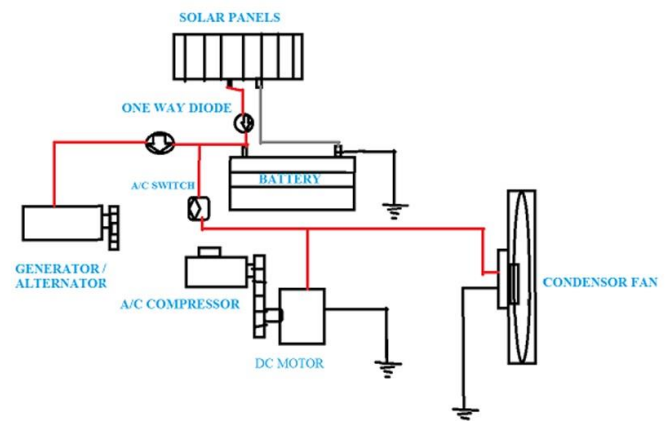 SOLAR PANELS
ONE WAY DIODE
BATTERY
A/C SWITCH
GENERATOR /
ALTERNATOR
A/C COMPRESSOR
CONDENSOR FAN
DC MOTOR